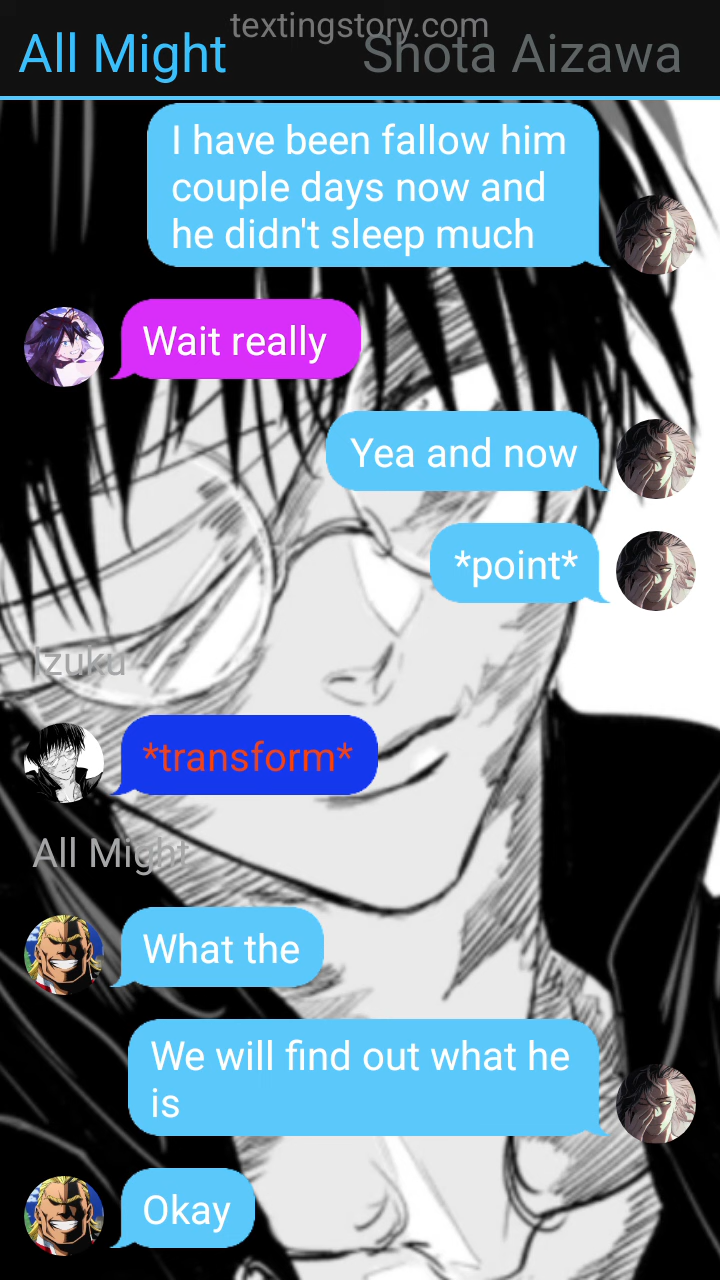 textingstory.com
All Might
Shota Aizawa
I have been fallow him
couple days now and
he didn't sleep much
Wait really
Yea and now
*point*
Izuku
*transform*
All Might
What the
We will find out what he
is
Okay